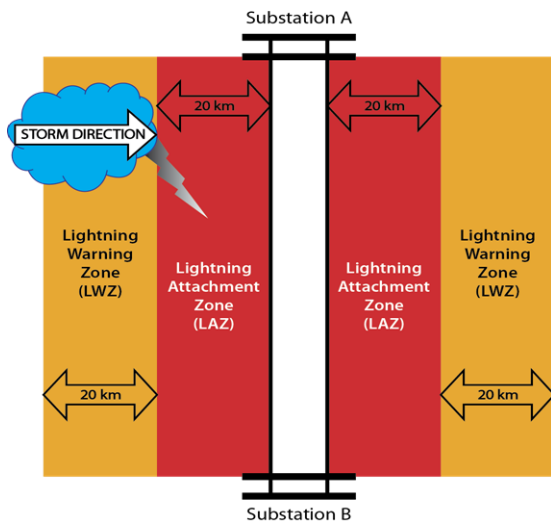 Substation A
20 km
20 km
STORM DIRECTION
Lightning
Warning
Zone
(LWZ)
Lightning
Attachment
Zone
(LAZ)
Lightning
Attachment
Zone
(LAZ)
Lightning
Warning
Zone
(LWZ)
20 km
20 km
Substation B